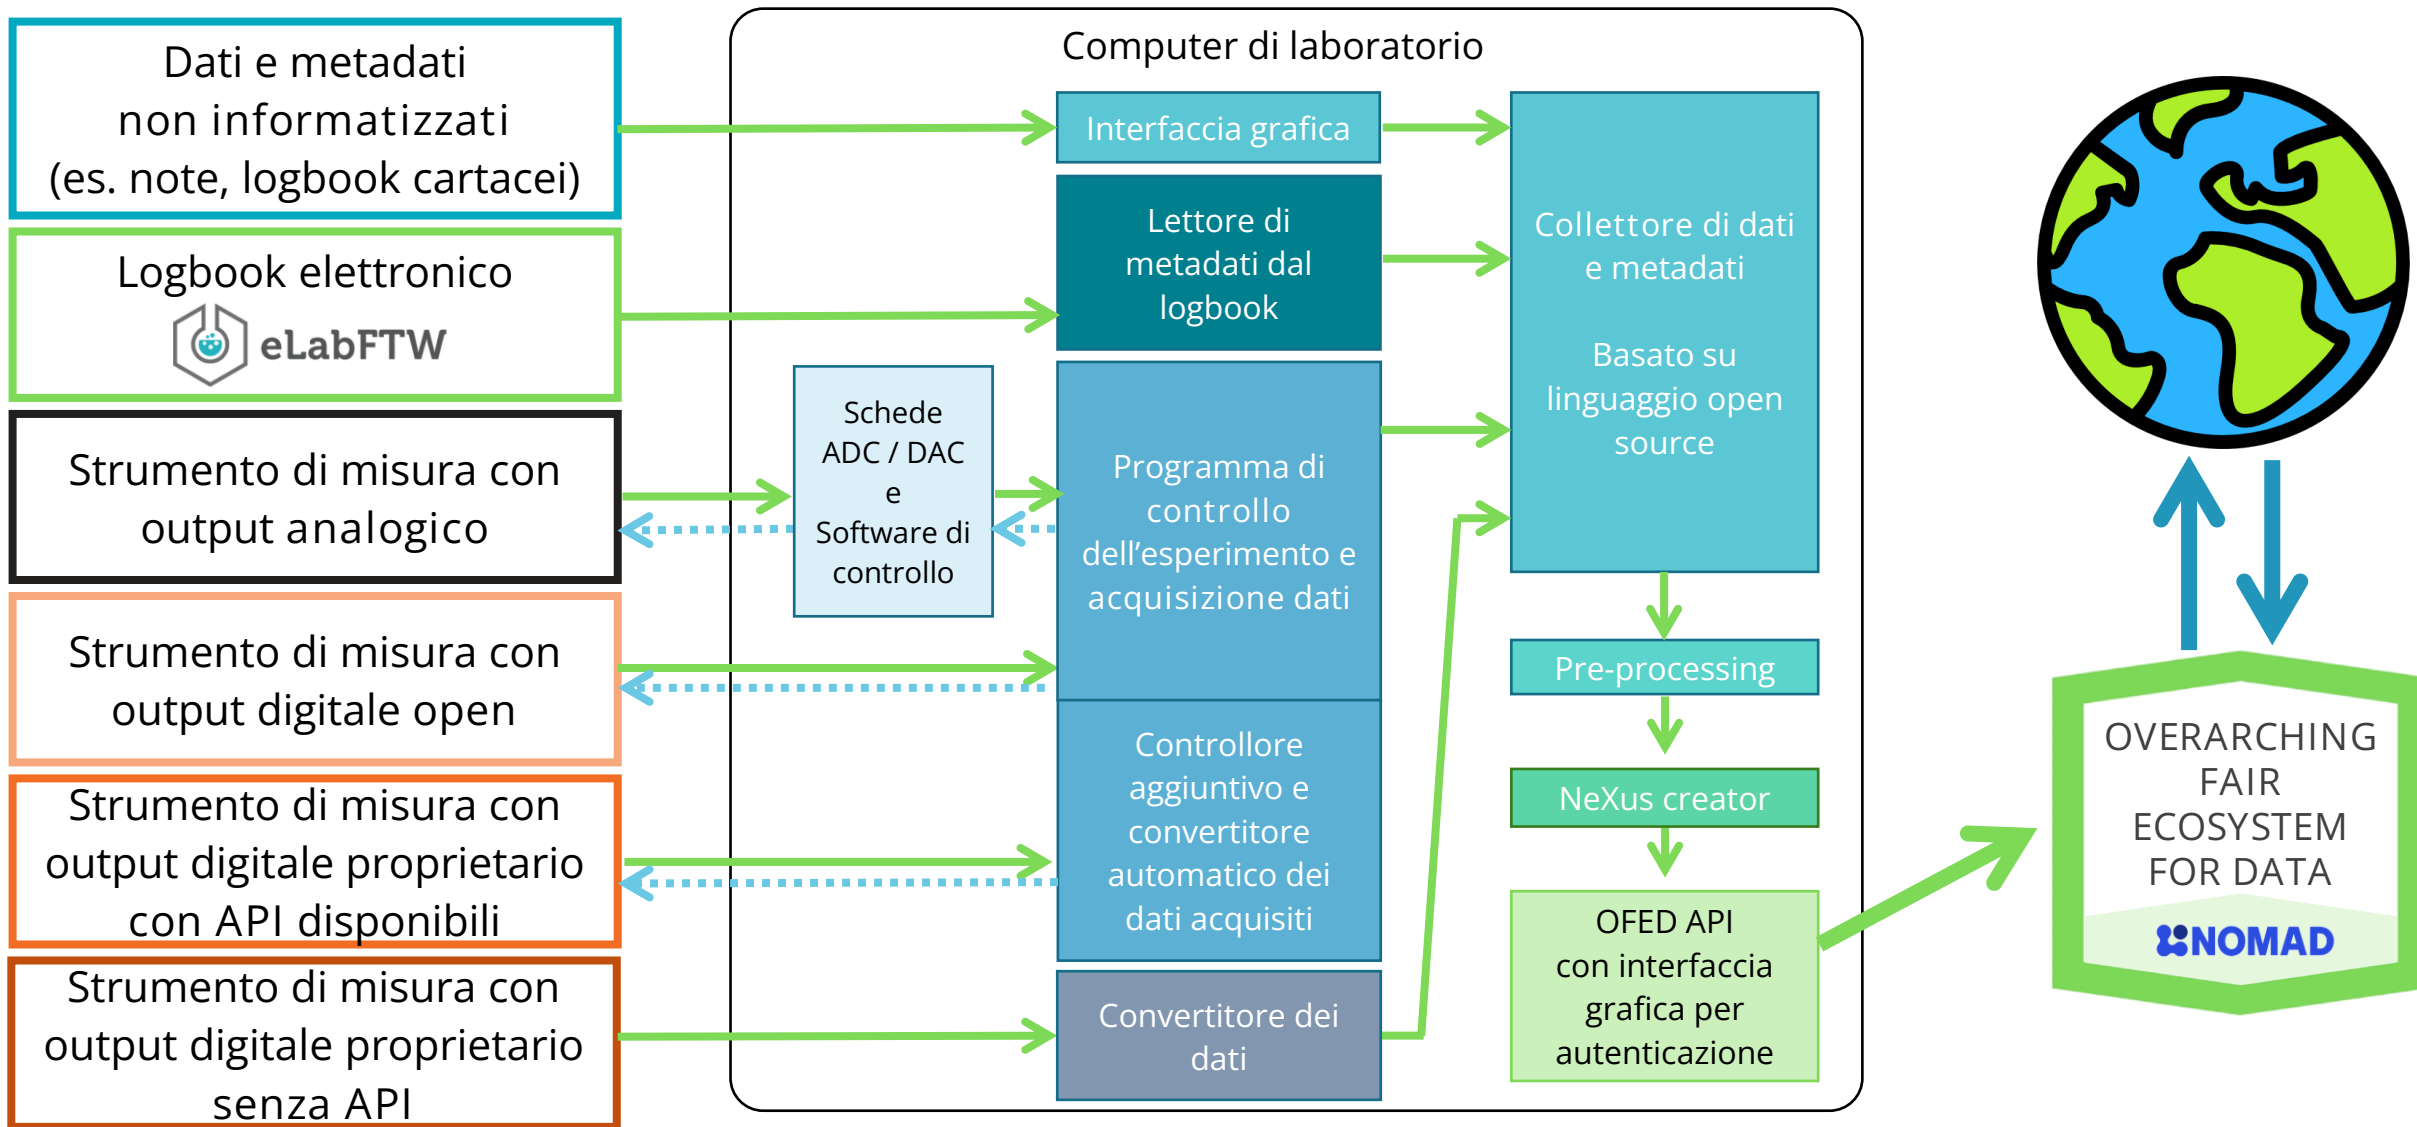 Computer di laboratorio
Dati e metadati
non informatizzati
(es. note, logbook cartacei)
Logbook elettronico
eLabFTW
Strumento di misura con
output analogico
Strumento di misura con
output digitale open
Strumento di misura con
output digitale proprietario
con API disponibili
Strumento di misura con
output digitale proprietario
senza API
Schede
ADC / DAC
e
Software di
controllo
Interfaccia grafica
Lettore di
metadati dal
logbook
Programma di
controllo
dell’esperimento e
acquisizione dati
Controllore
aggiuntivo e
convertitore
automatico dei
dati acquisiti
Convertitore dei
dati
Collettore di dati
e metadati
Basato su
linguaggio open
source
Pre-processing
NeXus creator
OFED API
con interfaccia
grafica per
autenticazione
OVERARCHING
FAIR
ECOSYSTEM
FOR DATA
NOMAD